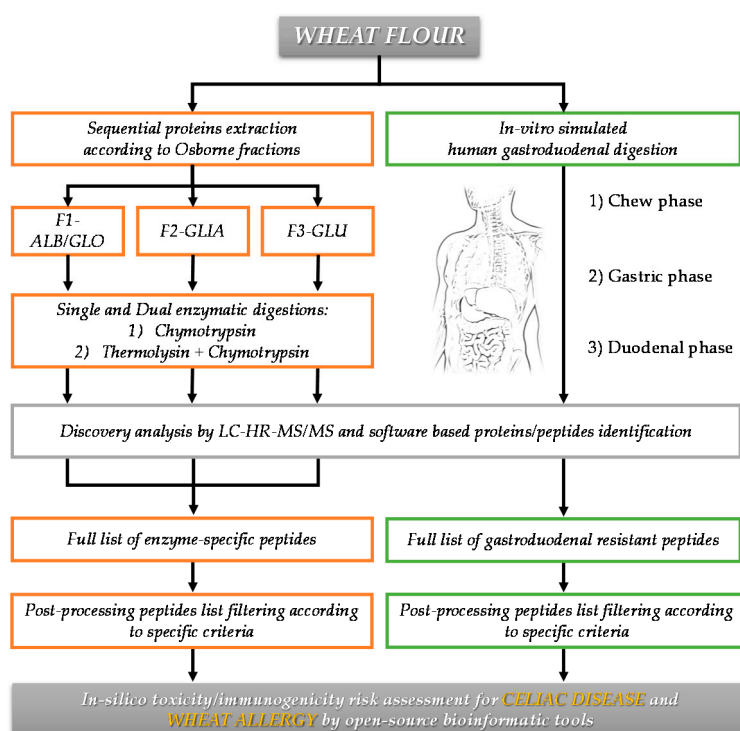 WHEAT FLOUR
Sequential proteins extraction
according to Osborne fractions
In-vitro simulated
human gastroduodenal digestion
F1-
ALB/GLO
F2-GLIA
F3-GLU
1) Chew phase
2) Gastric phase
3) Duodenal phase
Single and Dual enzymatic digestions:
1) Chymotrypsin
2) Thermolysin + Chymotrypsin
Discovery analysis by LC-HR-MS/MS and software based proteins/peptides identification
Full list of enzyme-specific peptides
Full list of gastroduodenal resistant peptides
Post-processing peptides list filtering according
to specific criteria
Post-processing peptides list filtering according
to specific criteria
In-silico toxicity/immunogenicity risk assessment for CELIAC DISEASE and
WHEAT ALLERGY by open-source bioinformatic tools